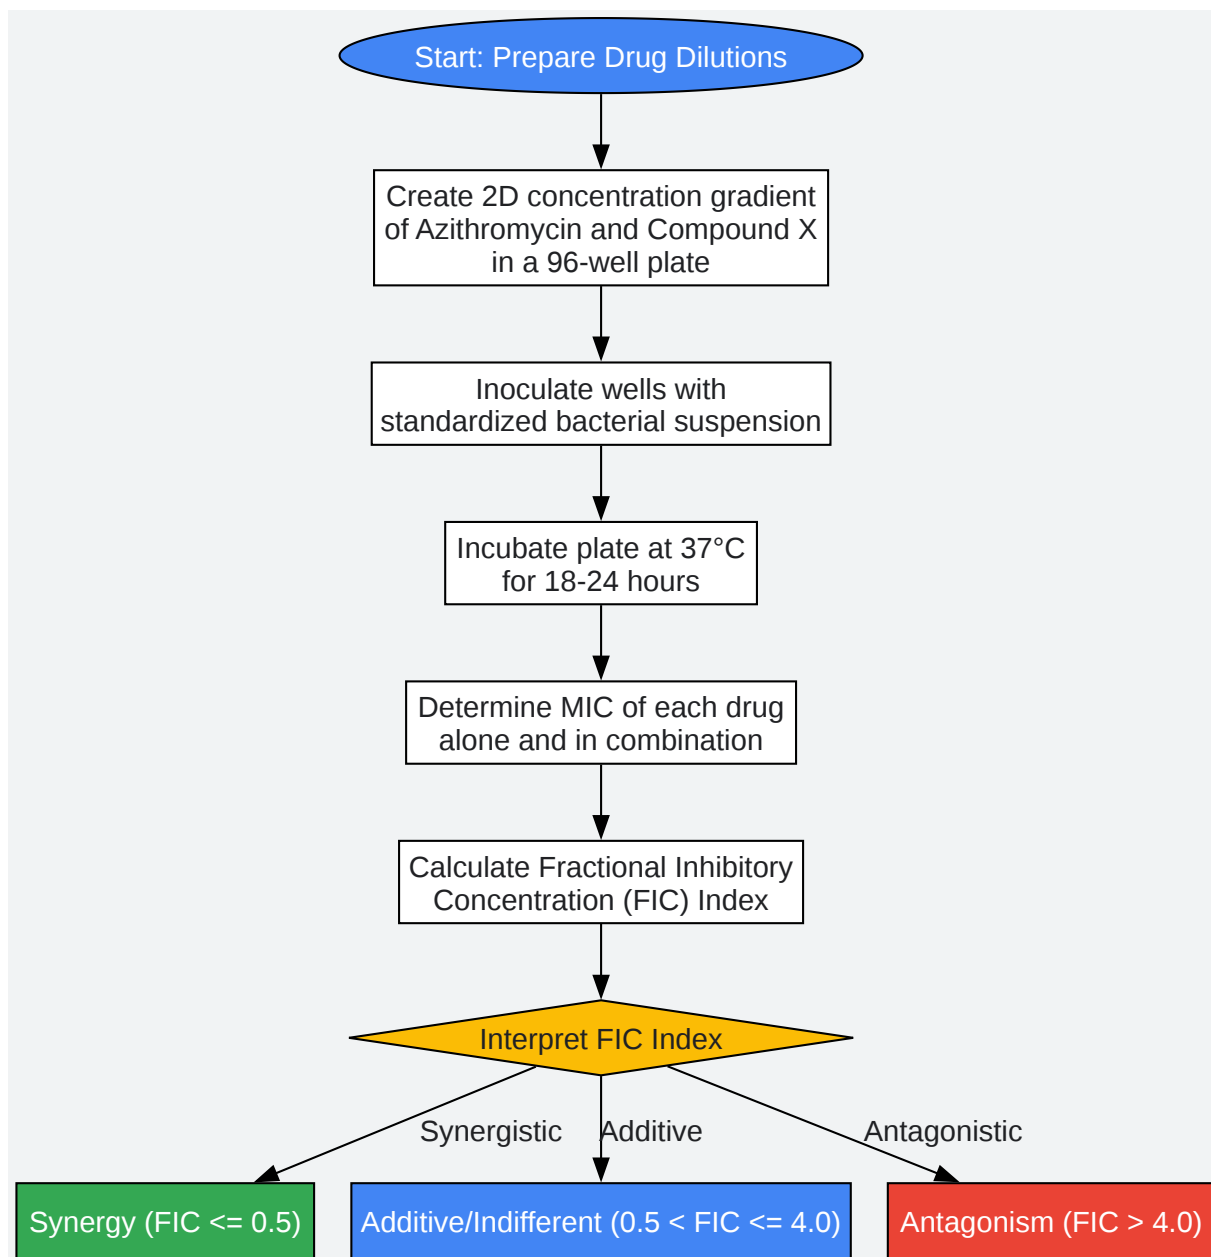 Start: Prepare Drug Dilutions
Create 2D concentration gradient
of Azithromycin and Compound X
in a 96-well plate
Inoculate wells with
standardized bacterial suspension
Incubate plate at 37°C
for 18-24 hours
Determine MIC of each drug
alone and in combination
Calculate Fractional Inhibitory
Concentration (FIC) Index
Interpret FIC Index
Synergistic
Additive
Antagonistic
Synergy (FIC <= 0.5)
Additive/Indifferent (0.5 < FIC <= 4.0)
Antagonism (FIC > 4.0)